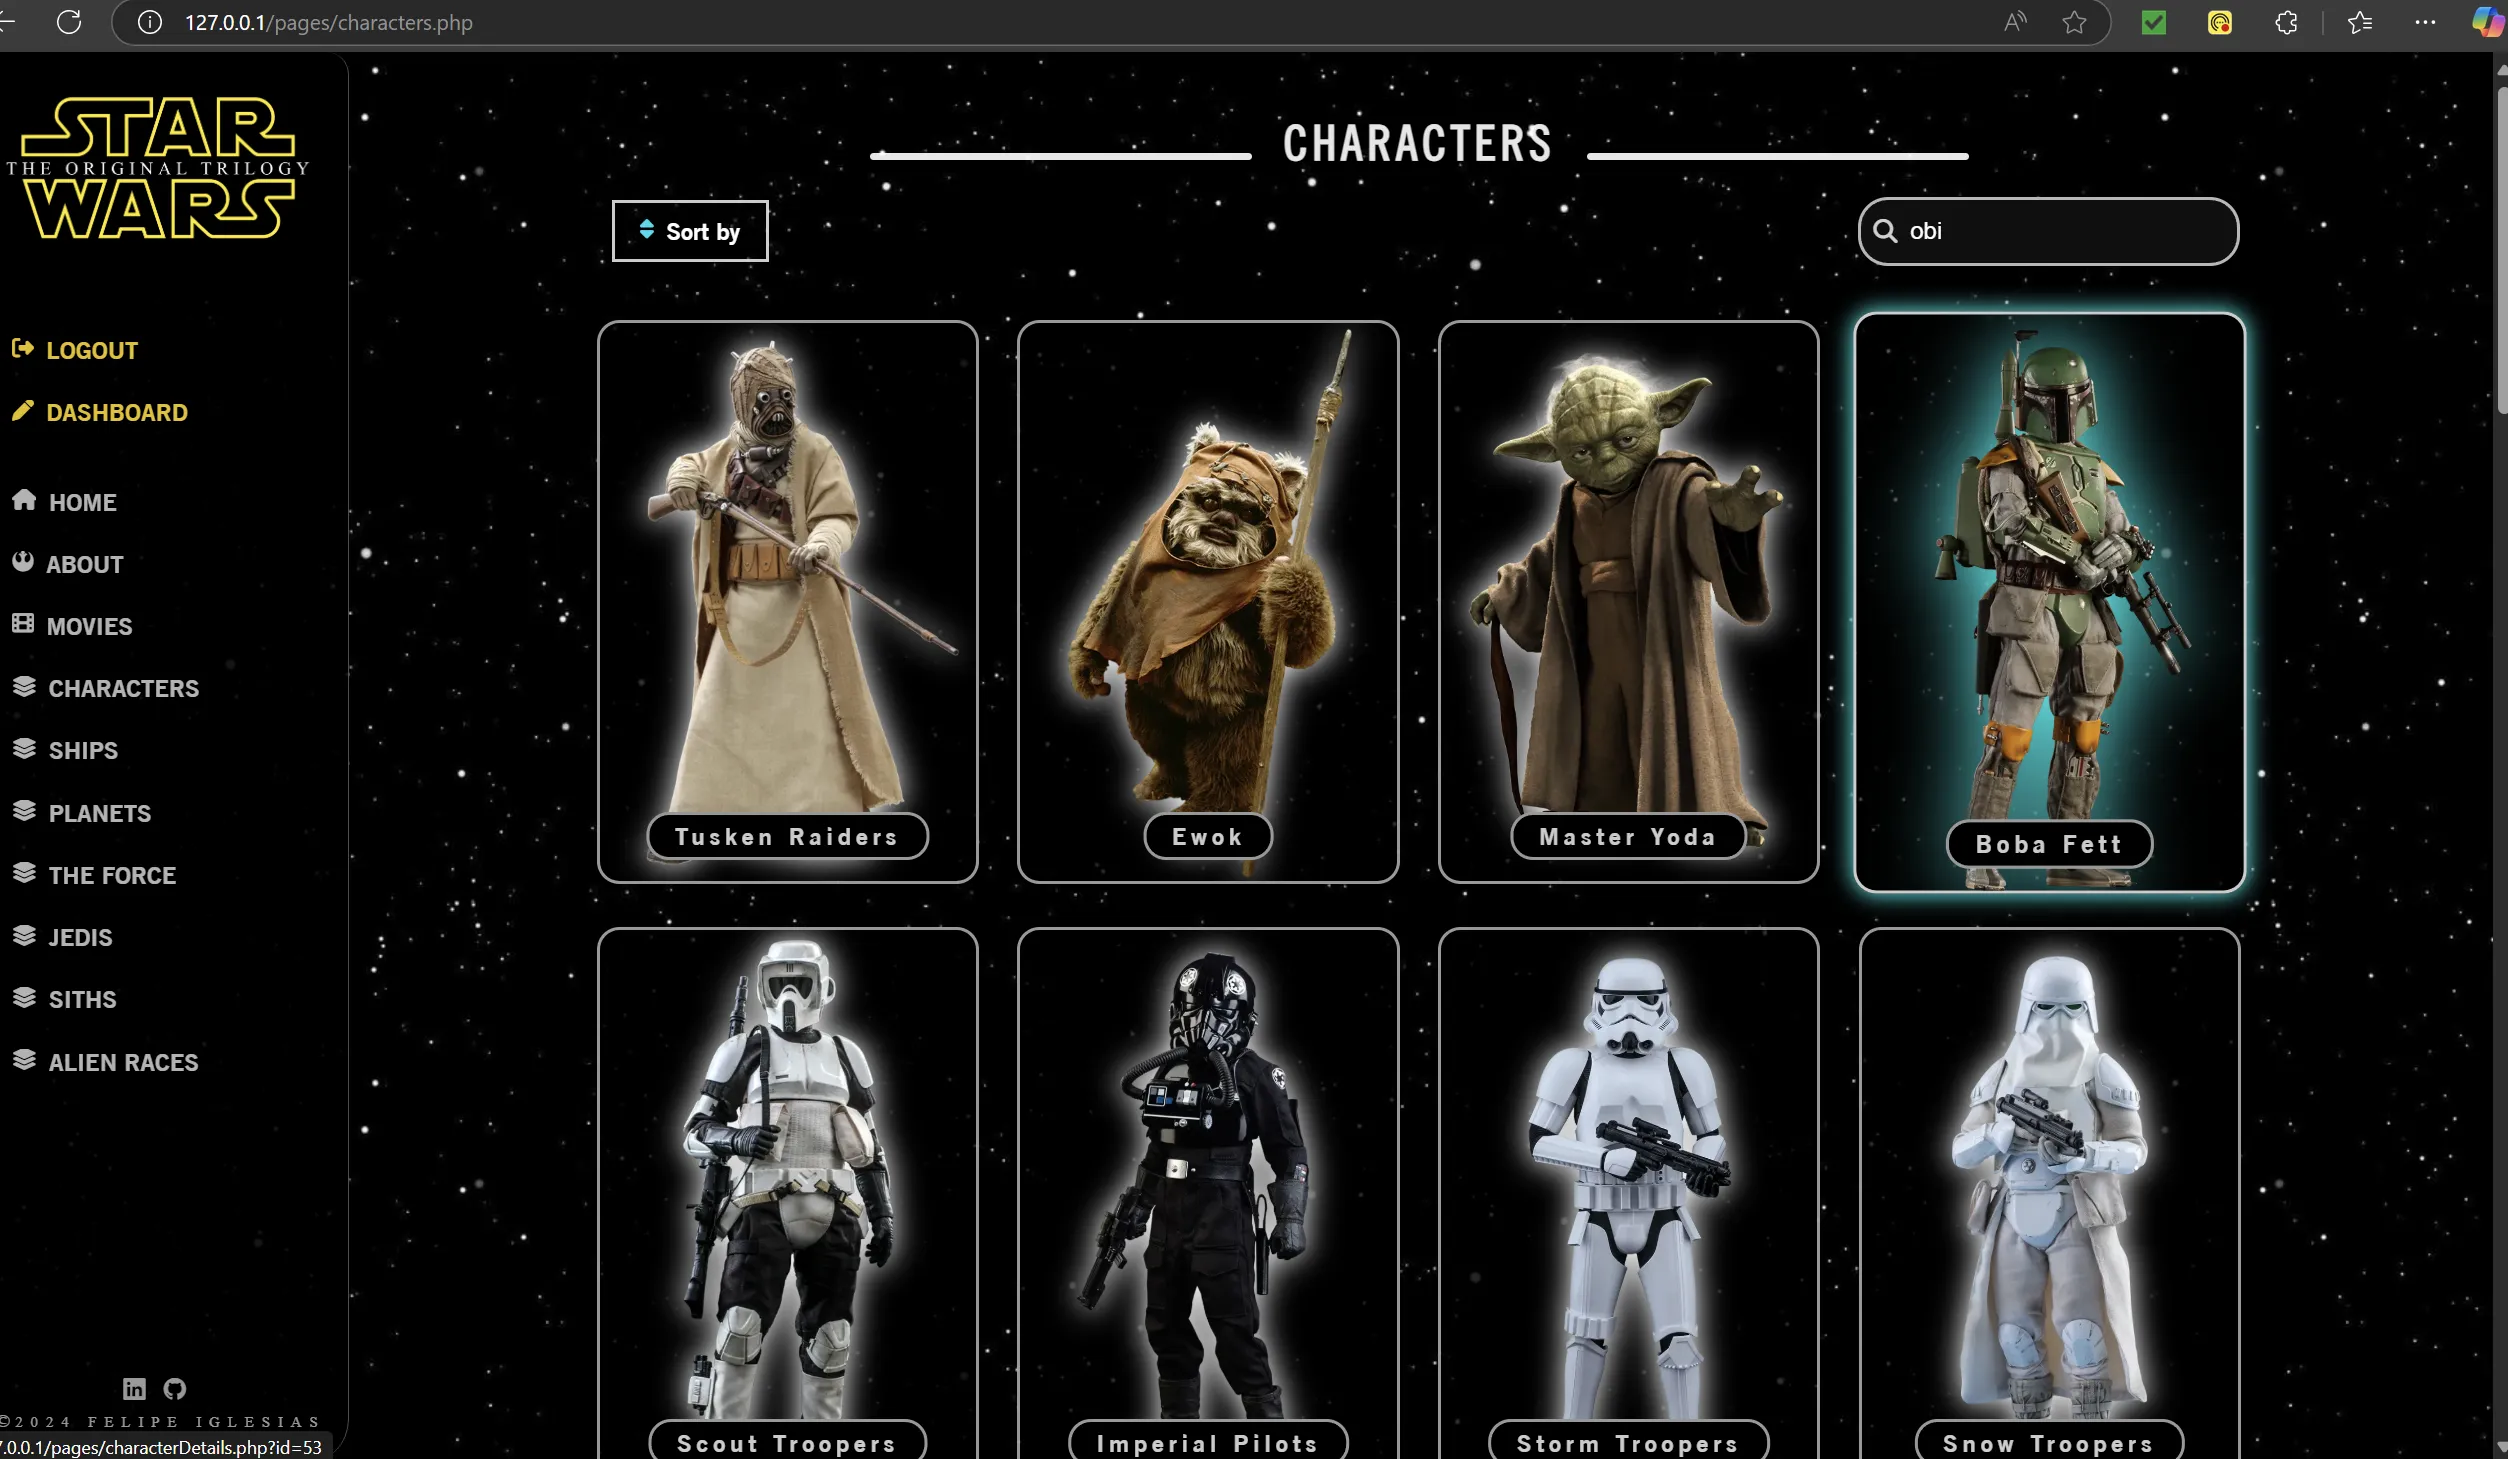 127.0.0.1/pages/characters.php
STAR
THE ORIGINAL TRILOGY
WARS
LOGOUT
DASHBOARD
HOME
ABOUT
MOVIES
CHARACTERS
SHIPS
PLANETS
THE FORCE
JEDIS
SITHS
ALIEN RACES
©2024 FELIPE IGLESIAS
7.0.0.1/pages/characterDetails.php?id=53
CHARACTERS
Sort by
obi
Tusken Raiders
Ewok
Master Yoda
Boba Fett
Scout Troopers
Imperial Pilots
Storm Troopers
Snow Troopers